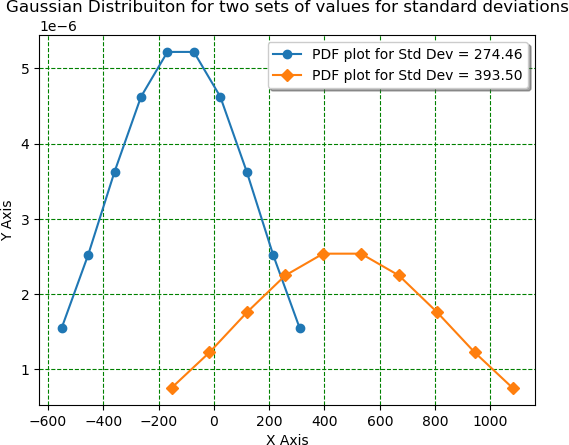 Gaussian Distribuiton for two sets of values for standard deviations
1e−6
PDF plot for Std Dev = 274.46
PDF plot for Std Dev = 393.50
5
4
3
2
1
Y Axis
−600 −400 −200 0 200 400 600 800 1000
X Axis